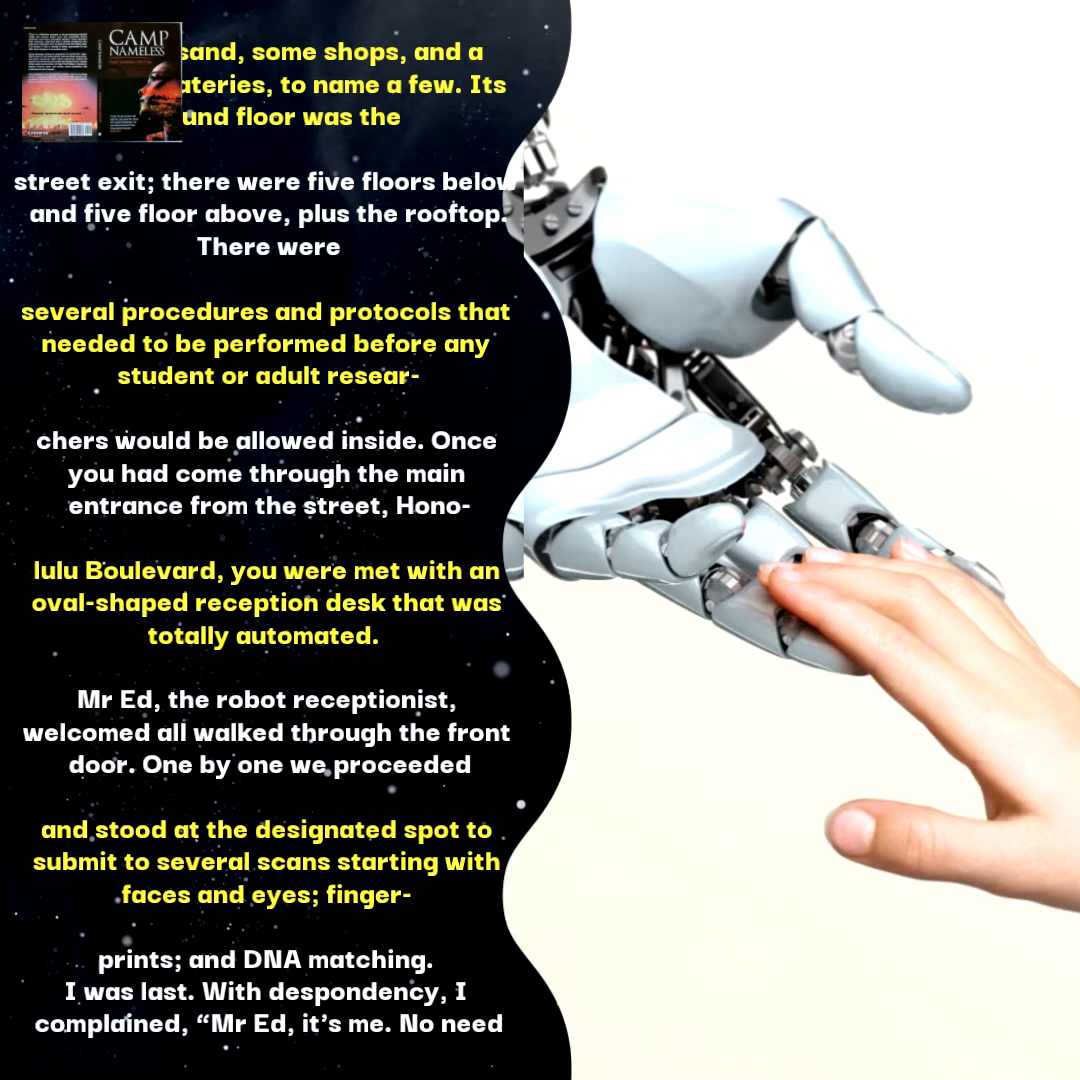 CAMP
NAMELESS
sand, some shops, and a
ateries, to name a few. Its
und floor was the
street exit; there were five floors below
and five floor above, plus the rooftop.
There were
several procedures and protocols that
needed to be performed before any
student or adult resear-
chers would be allowed inside. Once
you had come through the main
entrance from the street, Hono-
lulu Boulevard, you were met with an
oval-shaped reception desk that was
totally automated.
Mr Ed, the robot receptionist,
welcomed all walked through the front
door. One by one we proceeded
and stood at the designated spot to
submit to several scans starting with
faces and eyes; finger-
prints; and DNA matching.
I was last. With despondency, I
complained, “Mr Ed, it’s me. No need